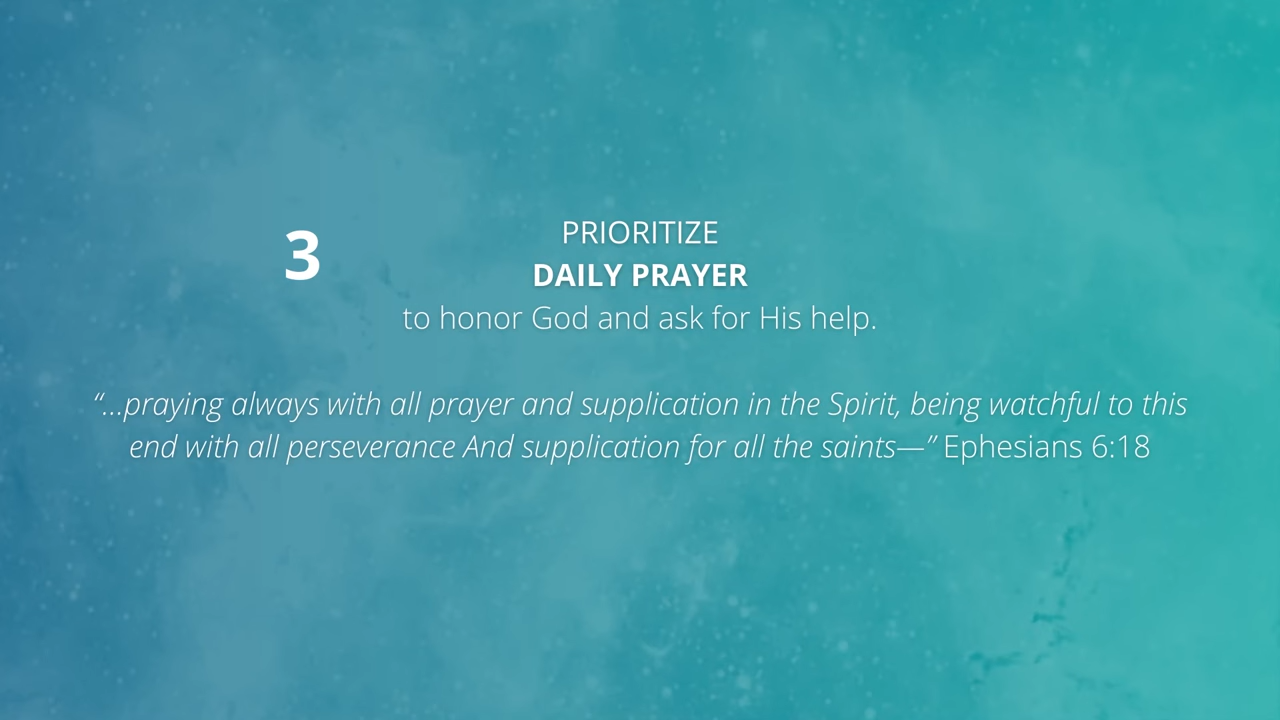 3
PRIORITIZE
DAILY PRAYER
to honor God and ask for His help.
“...praying always with all prayer and supplication in the Spirit, being watchful to this
end with all perseverance And supplication for all the saints—” Ephesians 6:18